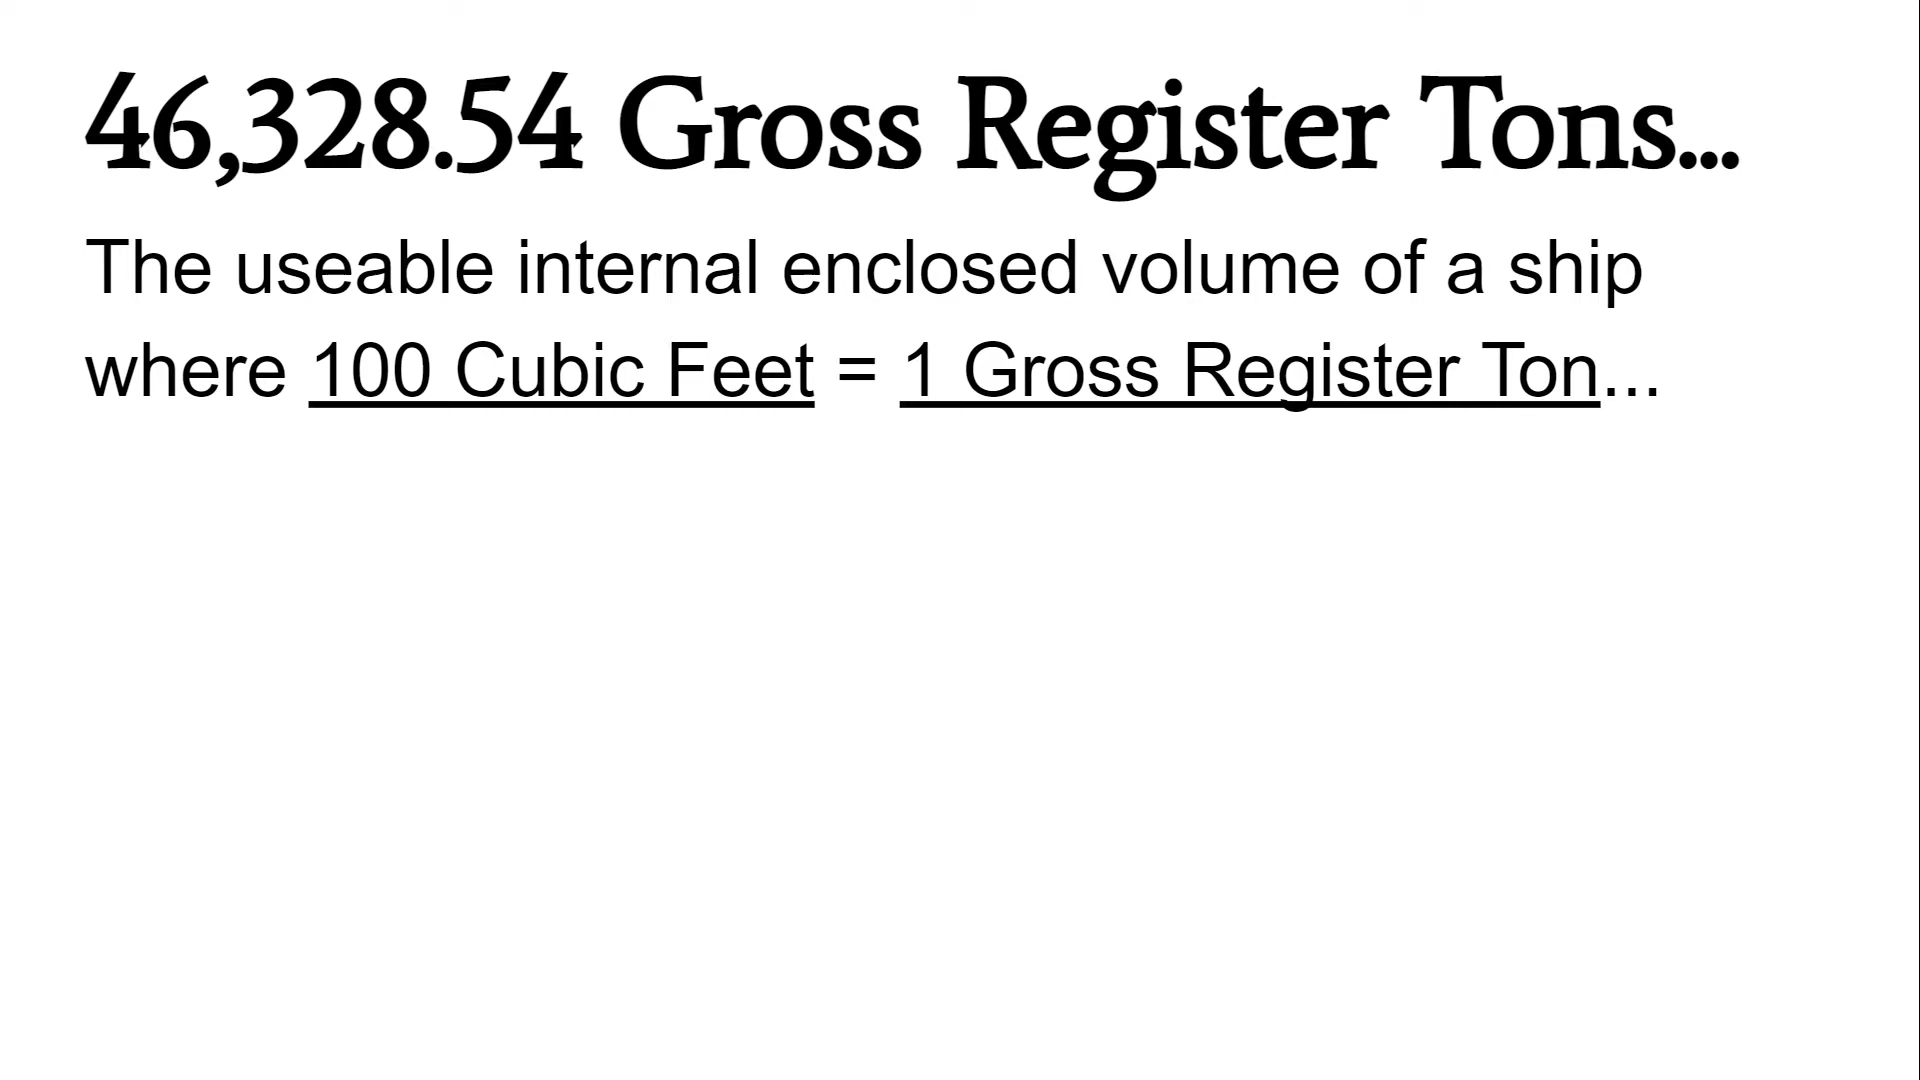 46,328.54 Gross Register Tons...
The useable internal enclosed volume of a ship
where 100 Cubic Feet = 1 Gross Register Ton...